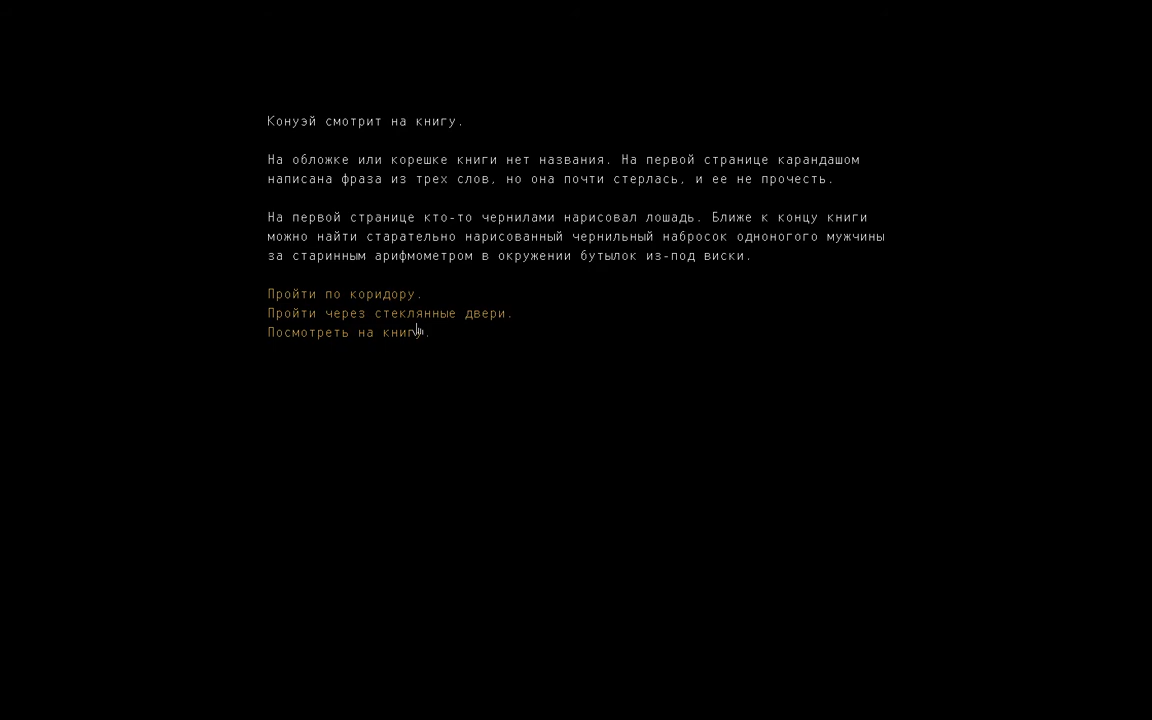 Конуэй смотрит на книгу.
На обложке или корешке книги нет названия. На первой странице карандашом
написана фраза из трех слов, но она почти стерлась, и ее не прочесть.
На первой странице кто-то чернилами нарисовал лошадь. Ближе к концу книги
можно найти старательно нарисованный чернильный набросок одноногого мужчины
за старинным арифмометром в окружении бутылок из-под виски.
Пройти по коридору.
Пройти через стеклянные двери.
Посмотреть на книгу.